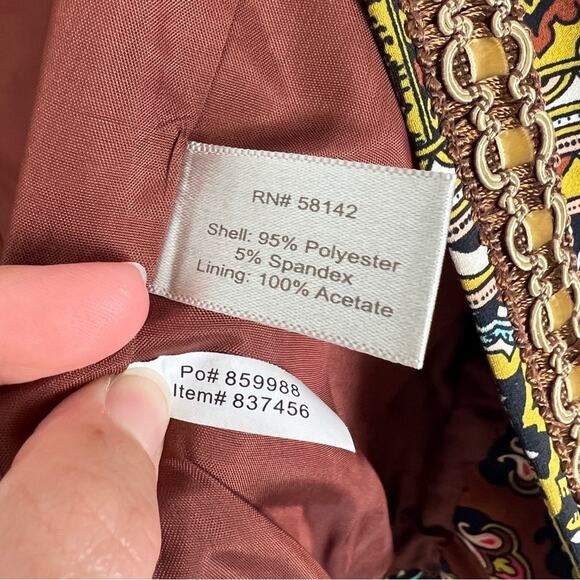 RN# 58142
Shell: 95% Polyester
5% Spandex
Lining: 100% Acetate
Po# 859988
Item# 837456